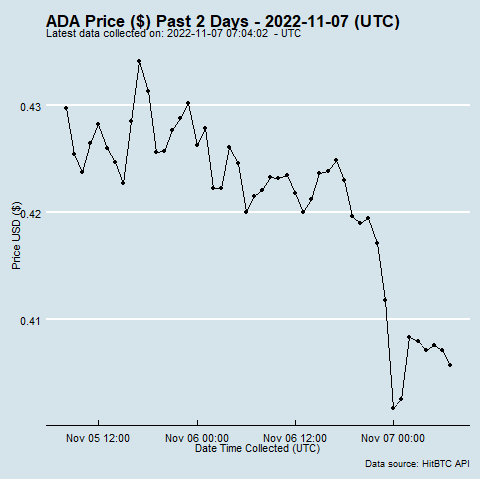 ADA Price ($) Past 2 Days - 2022-11-07 (UTC)
Latest data collected on: 2022-11-07 07:04:02 - UTC
0.43
0.42
0.41
Price USD ($)
Nov 05 12:00
Nov 06 00:00
Nov 06 12:00
Nov 07 00:00
Date Time Collected (UTC)
Data source: HitBTC API